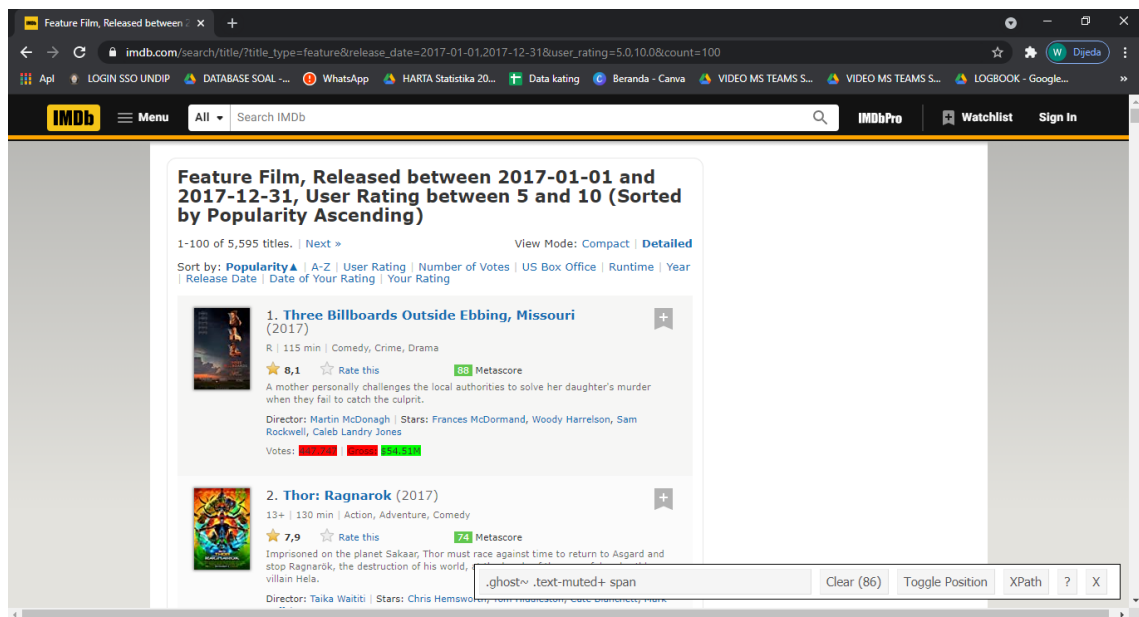 Feature Film, Released between 2
imdb.com/search/title/?title_type=feature&release_date=2017-01-01,2017-12-31&user_rating=5.0,10.0&count=100
W Dijeda
Apl LOGIN SSO UNDIP DATABASE SOAL -... WhatsApp HARTA Statistika 20... Data kating Beranda - Canva VIDEO MS TEAMS S... VIDEO MS TEAMS S... LOGBOOK - Google... »
IMDb Menu All Search IMDb IMDbPro Watchlist Sign In
Feature Film, Released between 2017-01-01 and
2017-12-31, User Rating between 5 and 10 (Sorted
by Popularity Ascending)
1-100 of 5,595 titles. | Next » View Mode: Compact | Detailed
Sort by: Popularity▲ | A-Z | User Rating | Number of Votes | US Box Office | Runtime | Year
| Release Date | Date of Your Rating | Your Rating
1. Three Billboards Outside Ebbing, Missouri
(2017)
R | 115 min | Comedy, Crime, Drama
8,1 Rate this 88 Metascore
A mother personally challenges the local authorities to solve her daughter's murder
when they fail to catch the culprit.
Director: Martin McDonagh | Stars: Frances McDormand, Woody Harrelson, Sam
Rockwell, Caleb Landry Jones
Votes: 447.747 | Gross: $54.51M
2. Thor: Ragnarok (2017)
13+ | 130 min | Action, Adventure, Comedy
7,9 Rate this 74 Metascore
Imprisoned on the planet Sakaar, Thor must race against time to return to Asgard and
stop Ragnarök, the destruction of his world,
villain Hela.
Director: Taika Waititi | Stars: Chris Hemsworth, Tom Hiddleston, Cate Blanchett, Mark
.ghost~ .text-muted+ span Clear (86) Toggle Position XPath ? X